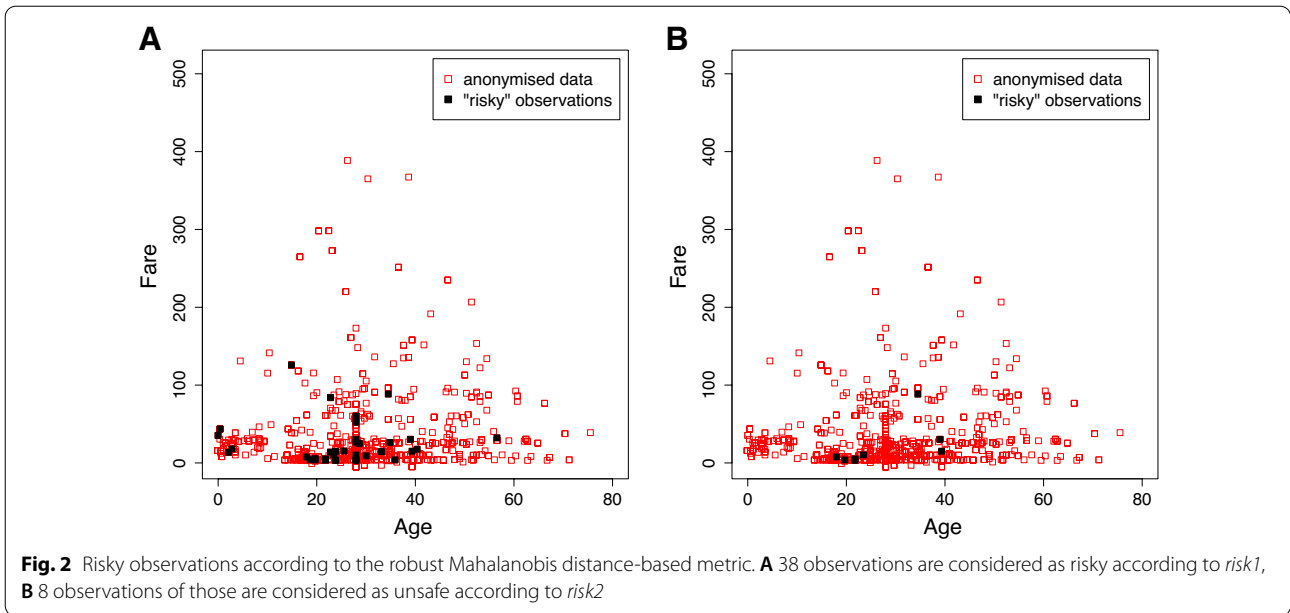 A
B
500
400
300
200
100
0
Fare
0
20
40
60
80
Age
anonymised data
"risky" observations
500
400
300
200
100
0
Fare
0
20
40
60
80
Age
anonymised data
"risky" observations
Fig. 2 Risky observations according to the robust Mahalanobis distance-based metric. A 38 observations are considered as risky according to risk1,
B 8 observations of those are considered as unsafe according to risk2